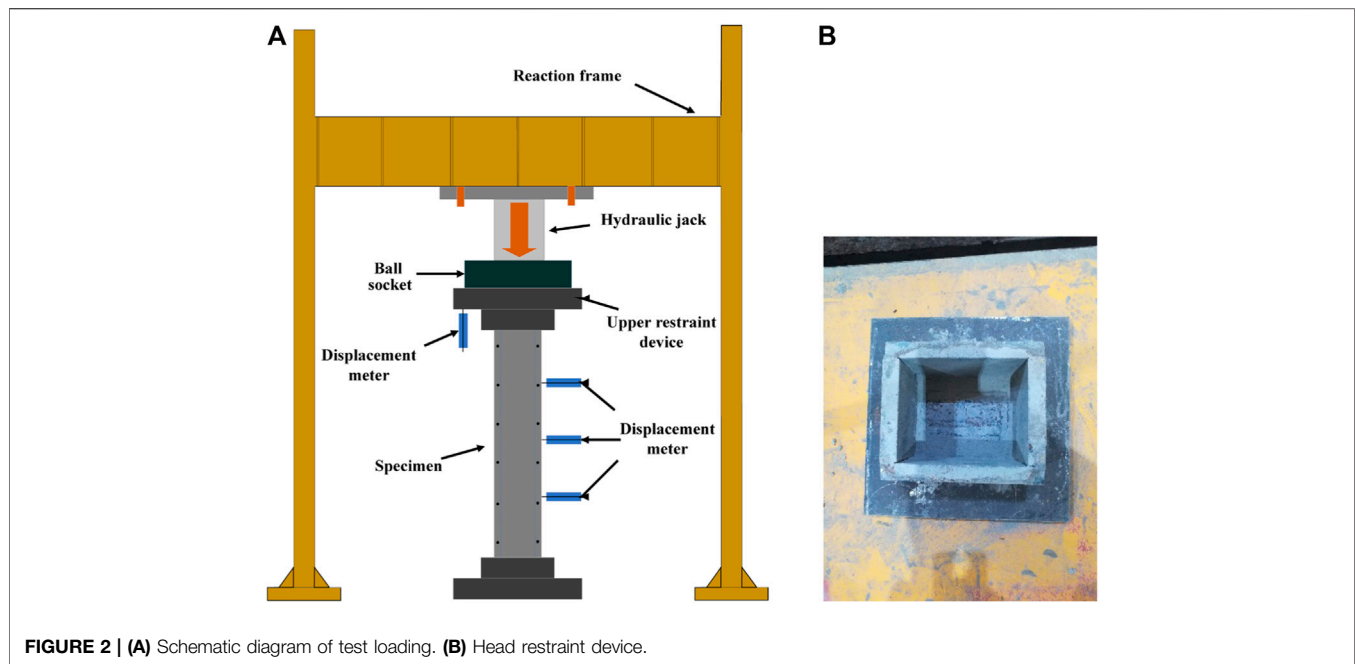 A
B
Reaction frame
Hydraulic jack
Ball
socket
Upper restraint
device
Displacement
meter
Displacement
meter
Specimen
FIGURE 2 | (A) Schematic diagram of test loading. (B) Head restraint device.